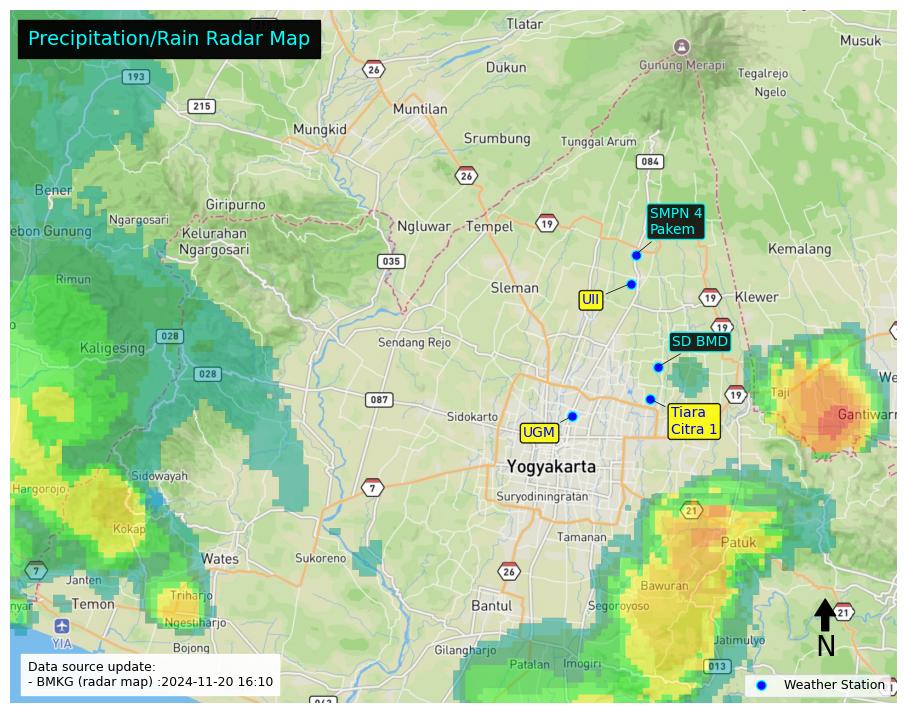 Precipitation/Rain Radar Map
Tlatar
Musuk
193
26
Dukun
Gunung Merapi
Tegalrejo
Ngelo
215
Muntilan
Mungkid
Srumbung
Tunggal Arum
084
26
Bener
Giripurno
Ngargosari
SMPN 4
Pakem
ebon Gunung
Kelurahan
Ngargosari
Ngluwar
Tempel
19
Kemalang
035
Rimun
Sleman
UII
19
Klewer
19
028
Sendang Rejo
SD BMD
Kaligesing
028
We
087
19
Taji
Sidokarto
Tiara
Citra 1
Gantiwarn
UGM
Yogyakarta
Sidowayah
Hargorojo
7
Suryodiningratan
21
Kokap
Tamanan
Patuk
Wates
Sukoreno
7
26
Janten
Bawuran
Triharjo
Temon
Bantul
Segoroyoso
21
nyar
Ngestiharjo
N
YIA
Bojong
Gilangharjo
Jatimulyo
Patalan
Imogiri
013
Data source update:
- BMKG (radar map) :2024-11-20 16:10
Weather Station